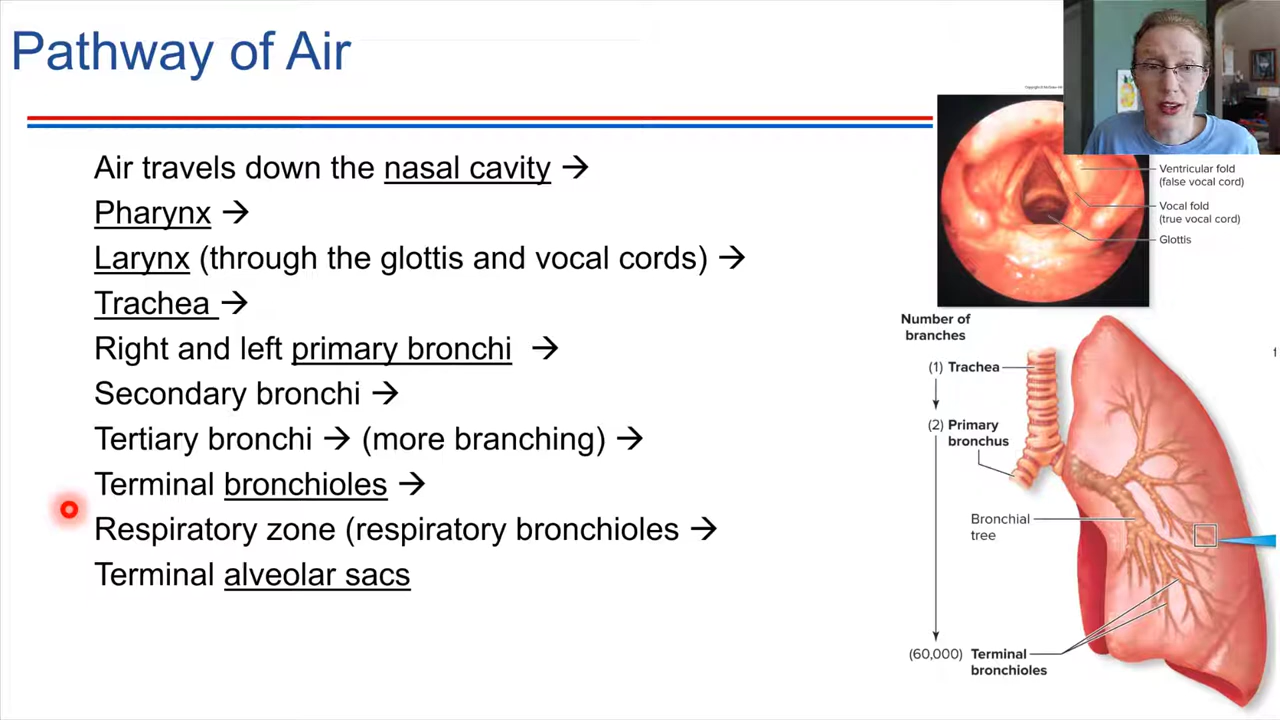 Pathway of Air
Air travels down the nasal cavity →
Pharynx →
Larynx (through the glottis and vocal cords) →
Trachea →
Right and left primary bronchi →
Secondary bronchi →
Tertiary bronchi → (more branching) →
Terminal bronchioles →
Respiratory zone (respiratory bronchioles →
Terminal alveolar sacs
Ventricular fold
(false vocal cord)
Vocal fold
(true vocal cord)
Glottis
Number of
branches
(1) Trachea
(2) Primary
bronchus
Bronchial
tree
(60,000) Terminal
bronchioles